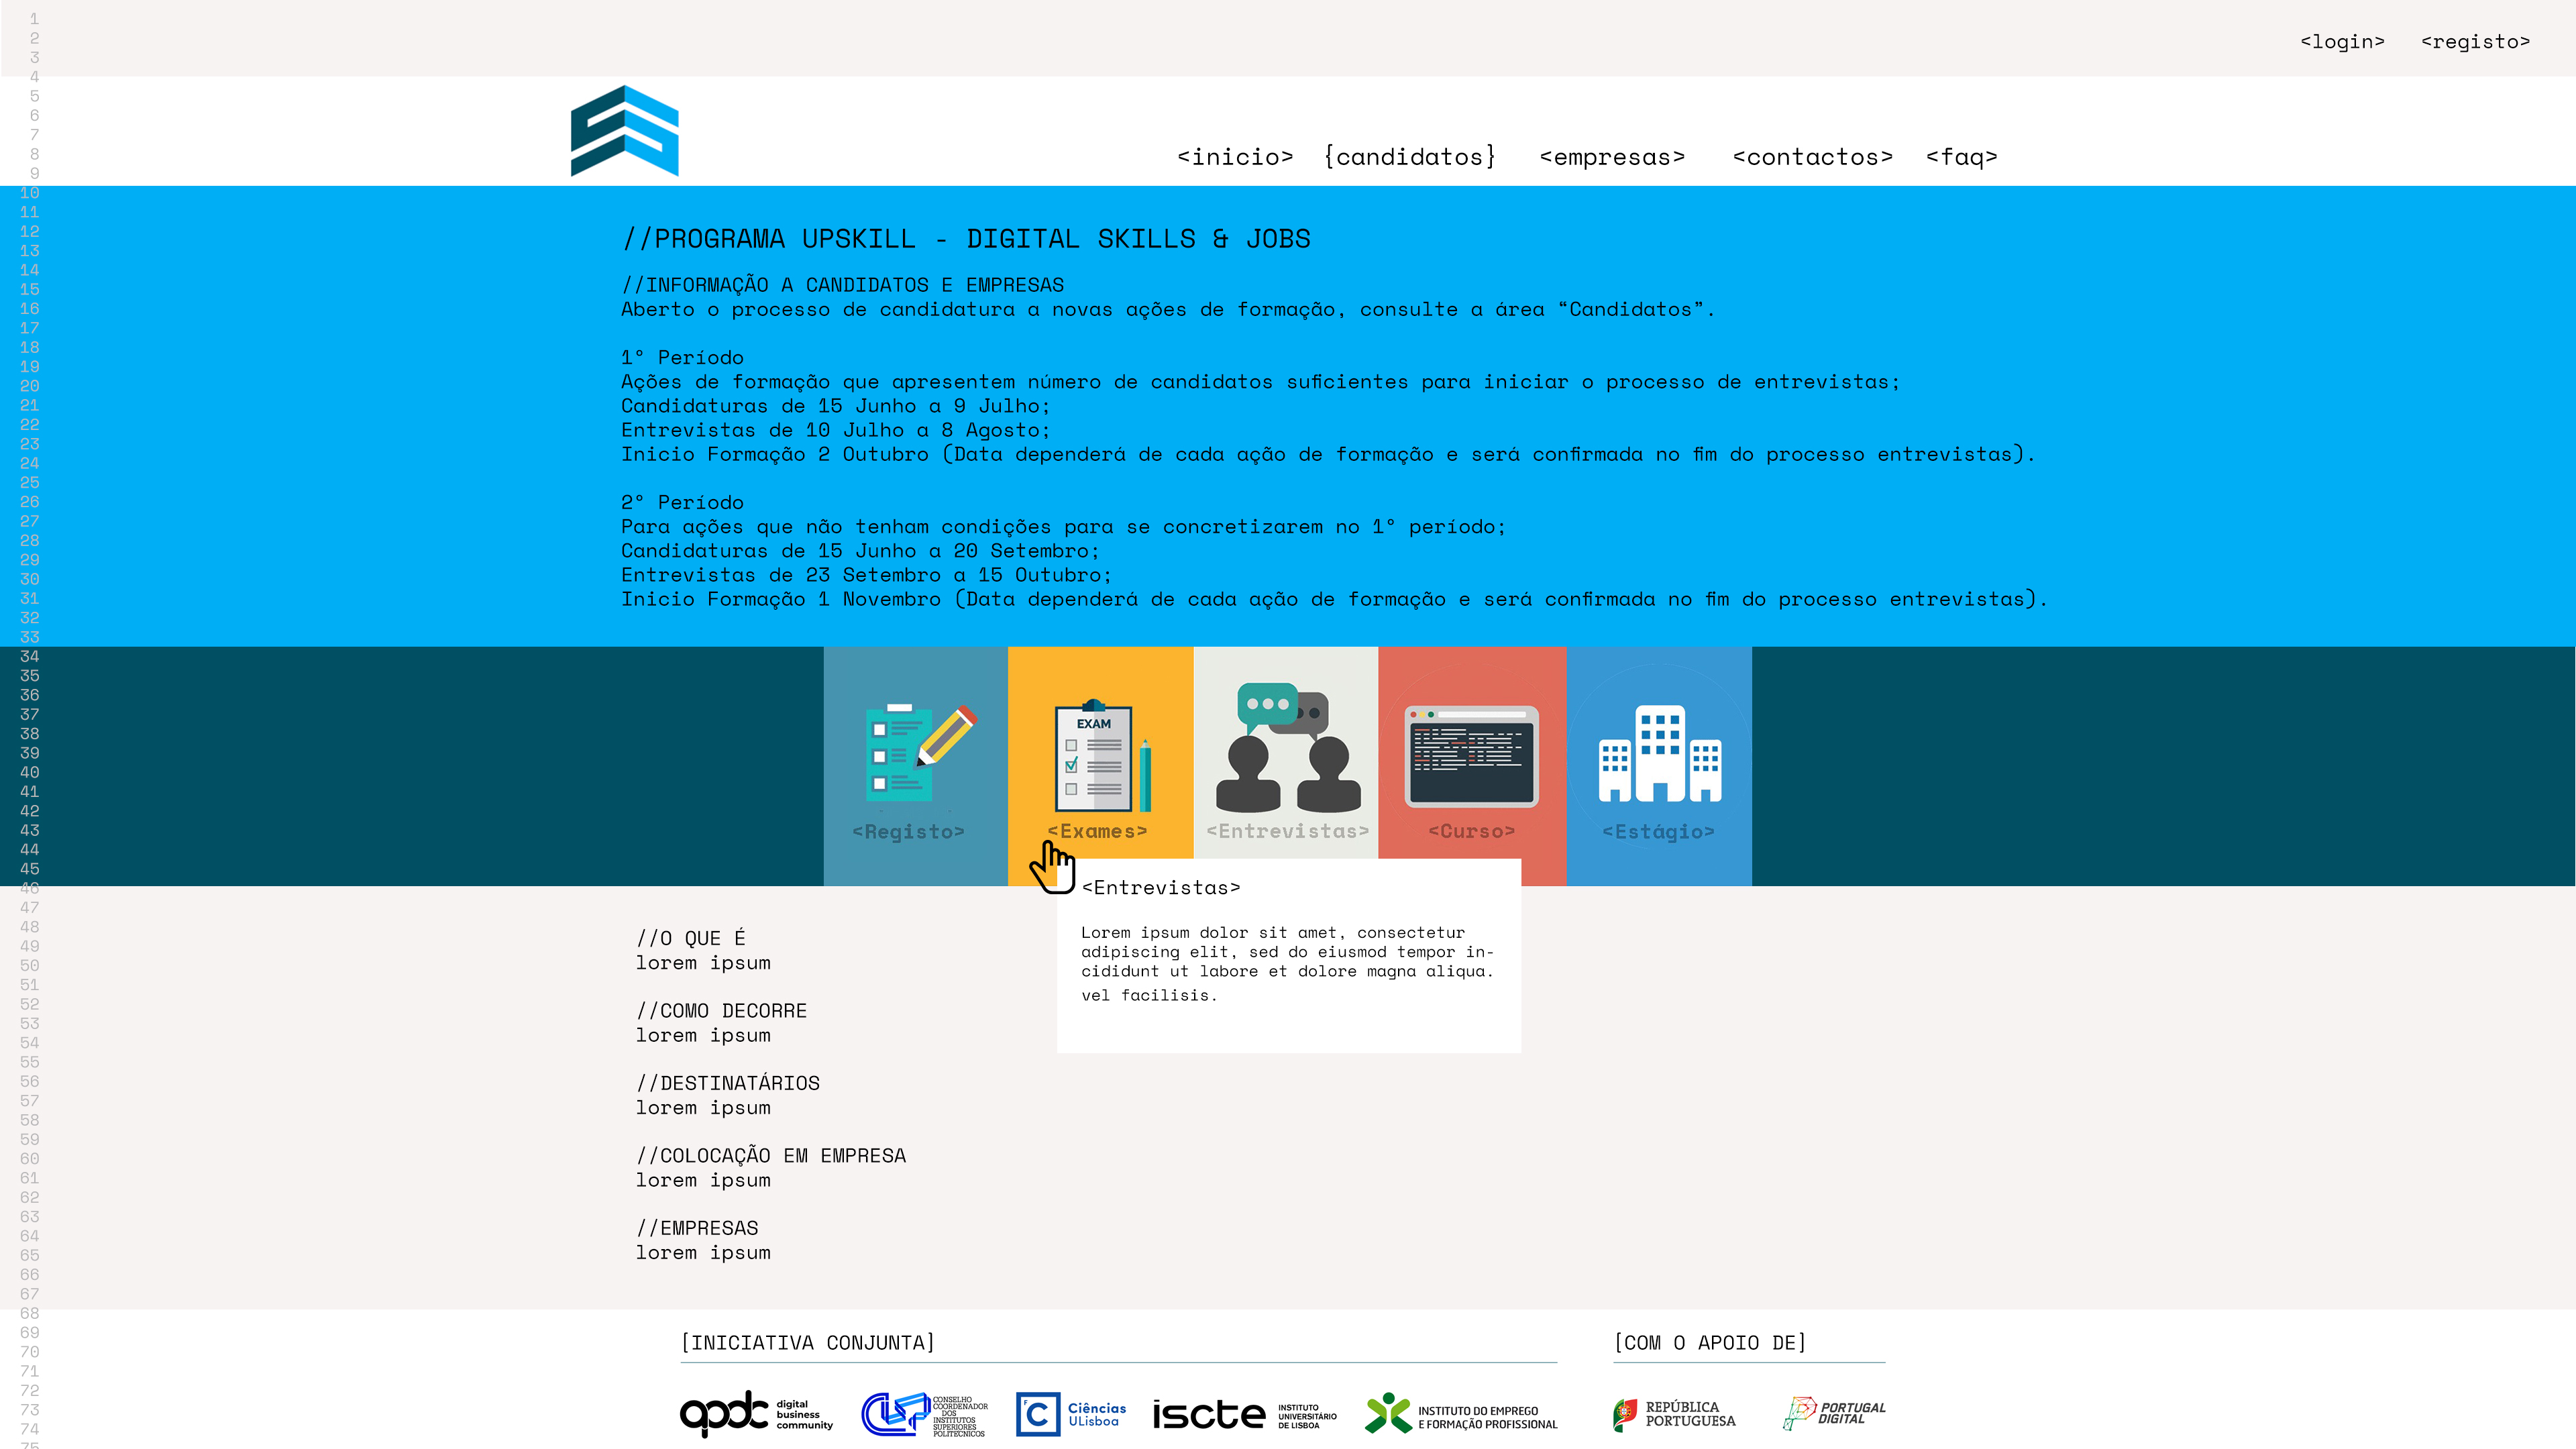 <login> <registo>
<inicio> {candidatos} <empresas> <contactos> <faq>
//PROGRAMA UPSKILL - DIGITAL SKILLS & JOBS
//INFORMAÇÃO A CANDIDATOS E EMPRESAS
Aberto o processo de candidatura a novas ações de formação, consulte a área “Candidatos”.
1º Período
Ações de formação que apresentem número de candidatos suficientes para iniciar o processo de entrevistas;
Candidaturas de 15 Junho a 9 Julho;
Entrevistas de 10 Julho a 8 Agosto;
Inicio Formação 2 Outubro (Data dependerá de cada ação de formação e será confirmada no fim do processo entrevistas).
2º Período
Para ações que não tenham condições para se concretizarem no 1º período;
Candidaturas de 15 Junho a 20 Setembro;
Entrevistas de 23 Setembro a 15 Outubro;
Inicio Formação 1 Novembro (Data dependerá de cada ação de formação e será confirmada no fim do processo entrevistas).
EXAM
<Registo> <Exames> <Entrevistas> <Curso> <Estágio>
<Entrevistas>
Lorem ipsum dolor sit amet, consectetur
adipiscing elit, sed do eiusmod tempor in-
cididunt ut labore et dolore magna aliqua.
vel facilisis.
//O QUE É
lorem ipsum
//COMO DECORRE
lorem ipsum
//DESTINATÁRIOS
lorem ipsum
//COLOCAÇÃO EM EMPRESA
lorem ipsum
//EMPRESAS
lorem ipsum
[INICIATIVA CONJUNTA]
[COM O APOIO DE]
apdc digital
business
community
CONSELHO
COORDENADOR
DOS
INSTITUTOS
SUPERIORES
POLITÉCNICOS
F
C
Ciências
ULisboa
iscte INSTITUTO
UNIVERSITÁRIO
DE LISBOA
INSTITUTO DO EMPREGO
E FORMAÇÃO PROFISSIONAL
REPÚBLICA
PORTUGUESA
PORTUGAL
DIGITAL
1
2
3
4
5
6
7
8
9
10
11
12
13
14
15
16
17
18
19
20
21
22
23
24
25
26
27
28
29
30
31
32
33
34
35
36
37
38
39
40
41
42
43
44
45
46
47
48
49
50
51
52
53
54
55
56
57
58
59
60
61
62
63
64
65
66
67
68
69
70
71
72
73
74
75